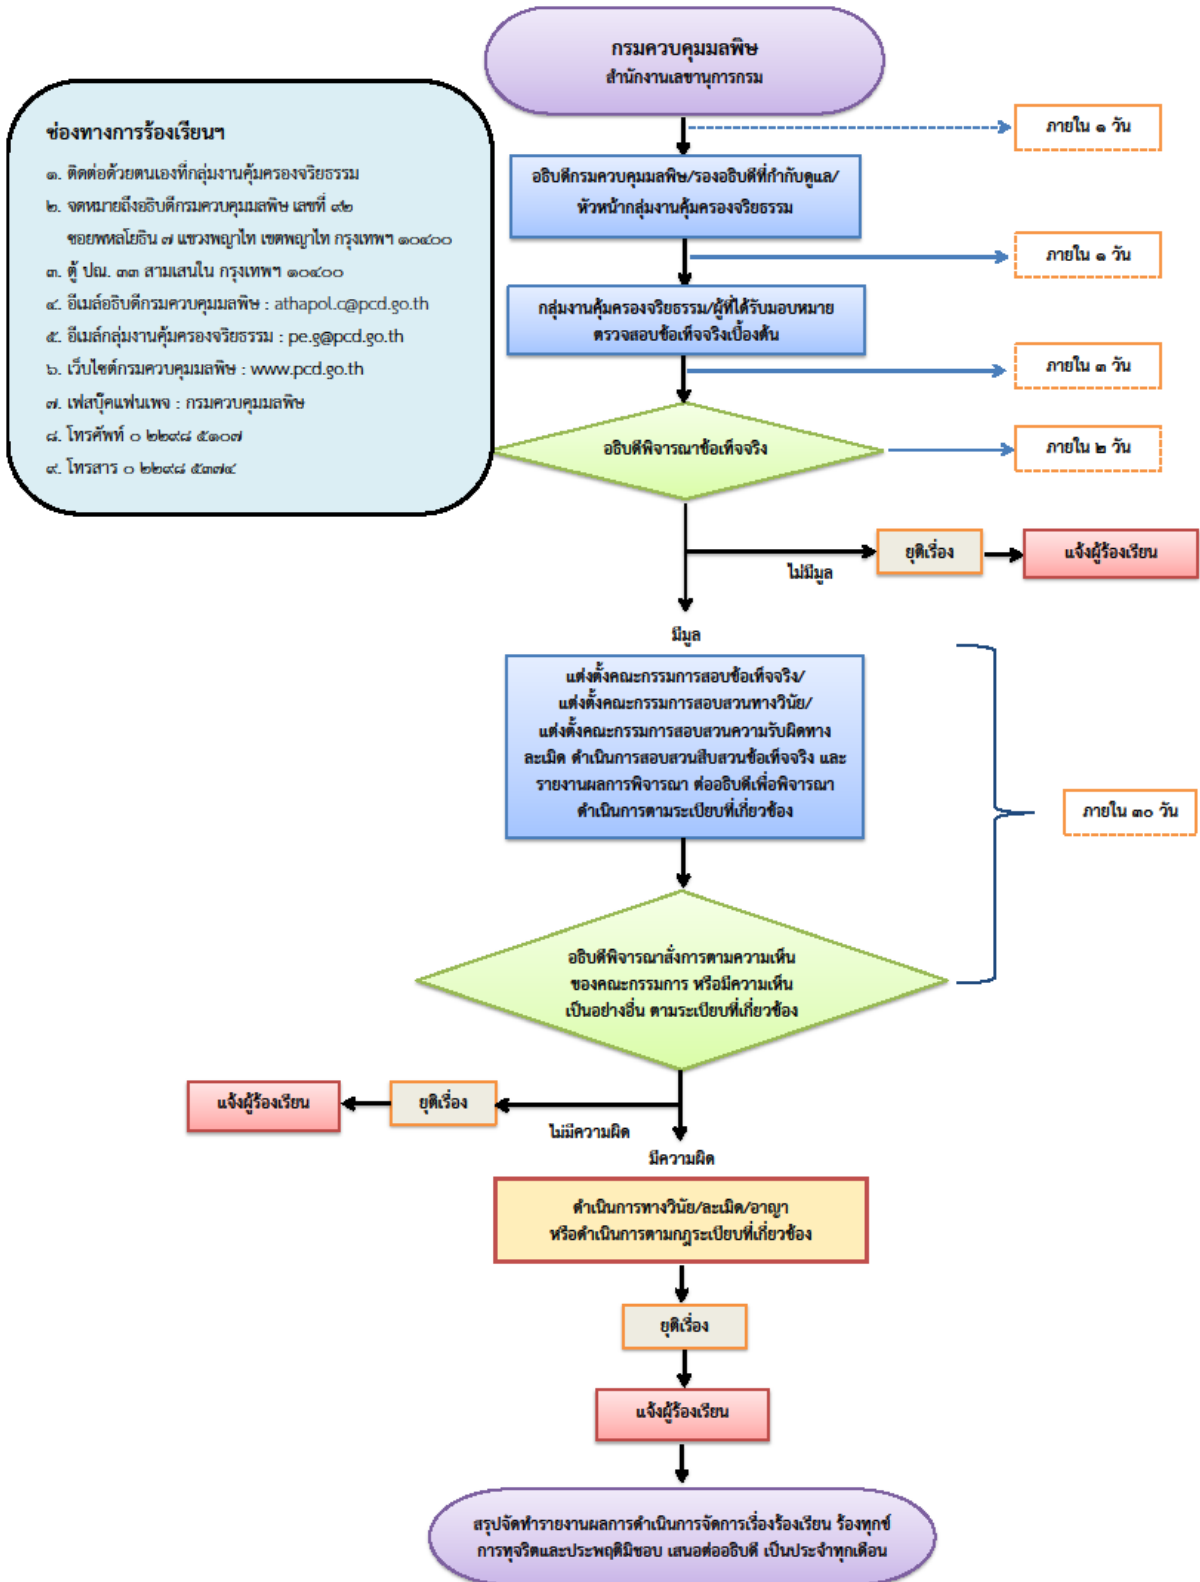 กรมควบคุมมลพิษ
สำนักงานเลขานุการกรม
ช่องทางการร้องเรียนฯ
๑. ติดต่อด้วยตนเองที่กลุ่มงานคุ้มครองจริยธรรม
๒. จดหมายถึงอธิบดีกรมควบคุมมลพิษ เลขที่ ๙๒
ซอยพหลโยธิน ๗ แขวงพญาไท เขตพญาไท กรุงเทพฯ ๑๐๔๐๐
๓. ตู้ ปณ. ๓๓ สามเสนใน กรุงเทพฯ ๑๐๔๐๐
๔. อีเมล์อธิบดีกรมควบคุมมลพิษ : athapol.c@pcd.go.th
๕. อีเมล์กลุ่มงานคุ้มครองจริยธรรม : pe.g@pcd.go.th
๖. เว็บไซต์กรมควบคุมมลพิษ : www.pcd.go.th
๗. เฟสบุ๊คแฟนเพจ : กรมควบคุมมลพิษ
๘. โทรศัพท์ ๐ ๒๒๙๘ ๕๑๐๗
๙. โทรสาร ๐ ๒๒๙๘ ๕๓๗๔
ภายใน ๑ วัน
อธิบดีกรมควบคุมมลพิษ/รองอธิบดีที่กำกับดูแล/
หัวหน้ากลุ่มงานคุ้มครองจริยธรรม
ภายใน ๑ วัน
กลุ่มงานคุ้มครองจริยธรรม/ผู้ที่ได้รับมอบหมาย
ตรวจสอบข้อเท็จจริงเบื้องต้น
ภายใน ๓ วัน
อธิบดีพิจารณาข้อเท็จจริง
ภายใน ๒ วัน
ไม่มีมูล
ยุติเรื่อง
แจ้งผู้ร้องเรียน
มีมูล
แต่งตั้งคณะกรรมการสอบข้อเท็จจริง/
แต่งตั้งคณะกรรมการสอบสวนทางวินัย/
แต่งตั้งคณะกรรมการสอบสวนความรับผิดทาง
ละเมิด ดำเนินการสอบสวนสืบสวนข้อเท็จจริง และ
รายงานผลการพิจารณา ต่ออธิบดีเพื่อพิจารณา
ดำเนินการตามระเบียบที่เกี่ยวข้อง
ภายใน ๓๐ วัน
อธิบดีพิจารณาสั่งการตามความเห็น
ของคณะกรรมการ หรือมีความเห็น
เป็นอย่างอื่น ตามระเบียบที่เกี่ยวข้อง
แจ้งผู้ร้องเรียน
ยุติเรื่อง
ไม่มีความผิด
มีความผิด
ดำเนินการทางวินัย/ละเมิด/อาญา
หรือดำเนินการตามกฎระเบียบที่เกี่ยวข้อง
ยุติเรื่อง
แจ้งผู้ร้องเรียน
สรุปจัดทำรายงานผลการดำเนินการจัดการเรื่องร้องเรียน ร้องทุกข์
การทุจริตและประพฤติมิชอบ เสนอต่ออธิบดี เป็นประจำทุกเดือน